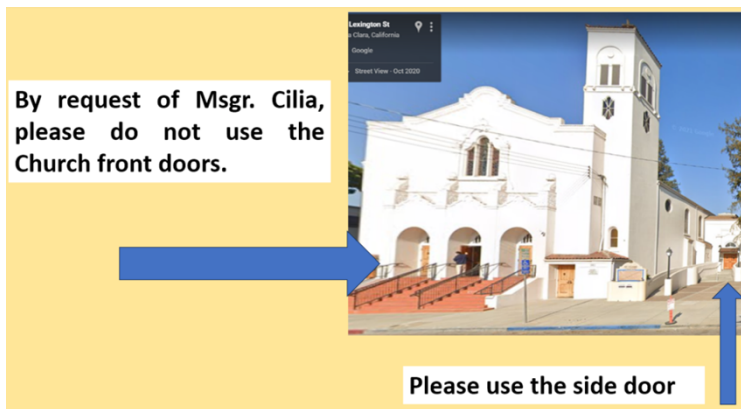 Lexington St
a Clara, California
Google
Street View - Oct 2020
By request of Msgr. Cilia,
please do not use the
Church front doors.
Please use the side door